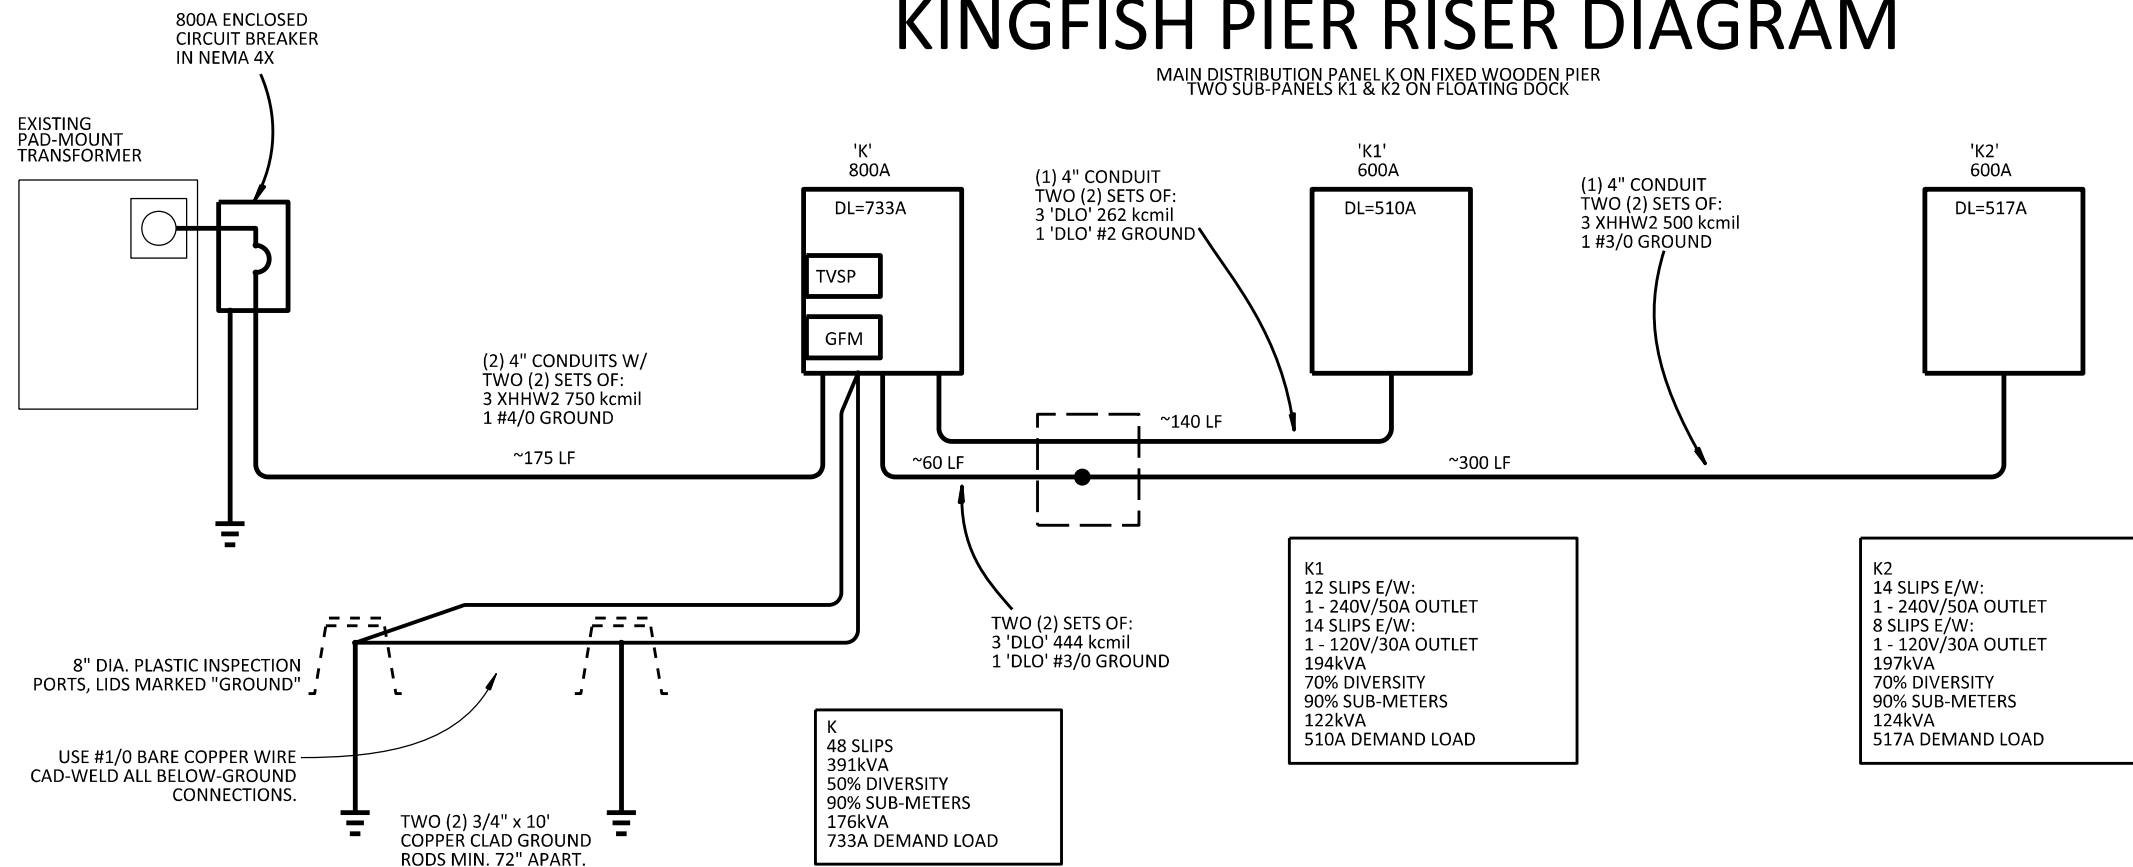 KINGFISH PIER RISER DIAGRAM
MAIN DISTRIBUTION PANEL K ON FIXED WOODEN PIER
TWO SUB-PANELS K1 & K2 ON FLOATING DOCK
800A ENCLOSED
CIRCUIT BREAKER
IN NEMA 4X
EXISTING
PAD-MOUNT
TRANSFORMER
(2) 4" CONDUITS W/
TWO (2) SETS OF:
3 XHHW2 750 kcmil
1 #4/0 GROUND
~175 LF
'K'
800A
DL=733A
TVSP
GFM
(1) 4" CONDUIT
TWO (2) SETS OF:
3 'DLO' 262 kcmil
1 'DLO' #2 GROUND
'K1'
600A
DL=510A
(1) 4" CONDUIT
TWO (2) SETS OF:
3 XHHW2 500 kcmil
1 #3/0 GROUND
'K2'
600A
DL=517A
~140 LF
~60 LF
~300 LF
TWO (2) SETS OF:
3 'DLO' 444 kcmil
1 'DLO' #3/0 GROUND
8" DIA. PLASTIC INSPECTION
PORTS, LIDS MARKED "GROUND"
USE #1/0 BARE COPPER WIRE
CAD-WELD ALL BELOW-GROUND
CONNECTIONS.
TWO (2) 3/4" x 10'
COPPER CLAD GROUND
RODS MIN. 72" APART.
K
48 SLIPS
391kVA
50% DIVERSITY
90% SUB-METERS
176kVA
733A DEMAND LOAD
K1
12 SLIPS E/W:
1 - 240V/50A OUTLET
14 SLIPS E/W:
1 - 120V/30A OUTLET
194kVA
70% DIVERSITY
90% SUB-METERS
122kVA
510A DEMAND LOAD
K2
14 SLIPS E/W:
1 - 240V/50A OUTLET
8 SLIPS E/W:
1 - 120V/30A OUTLET
197kVA
70% DIVERSITY
90% SUB-METERS
124kVA
517A DEMAND LOAD